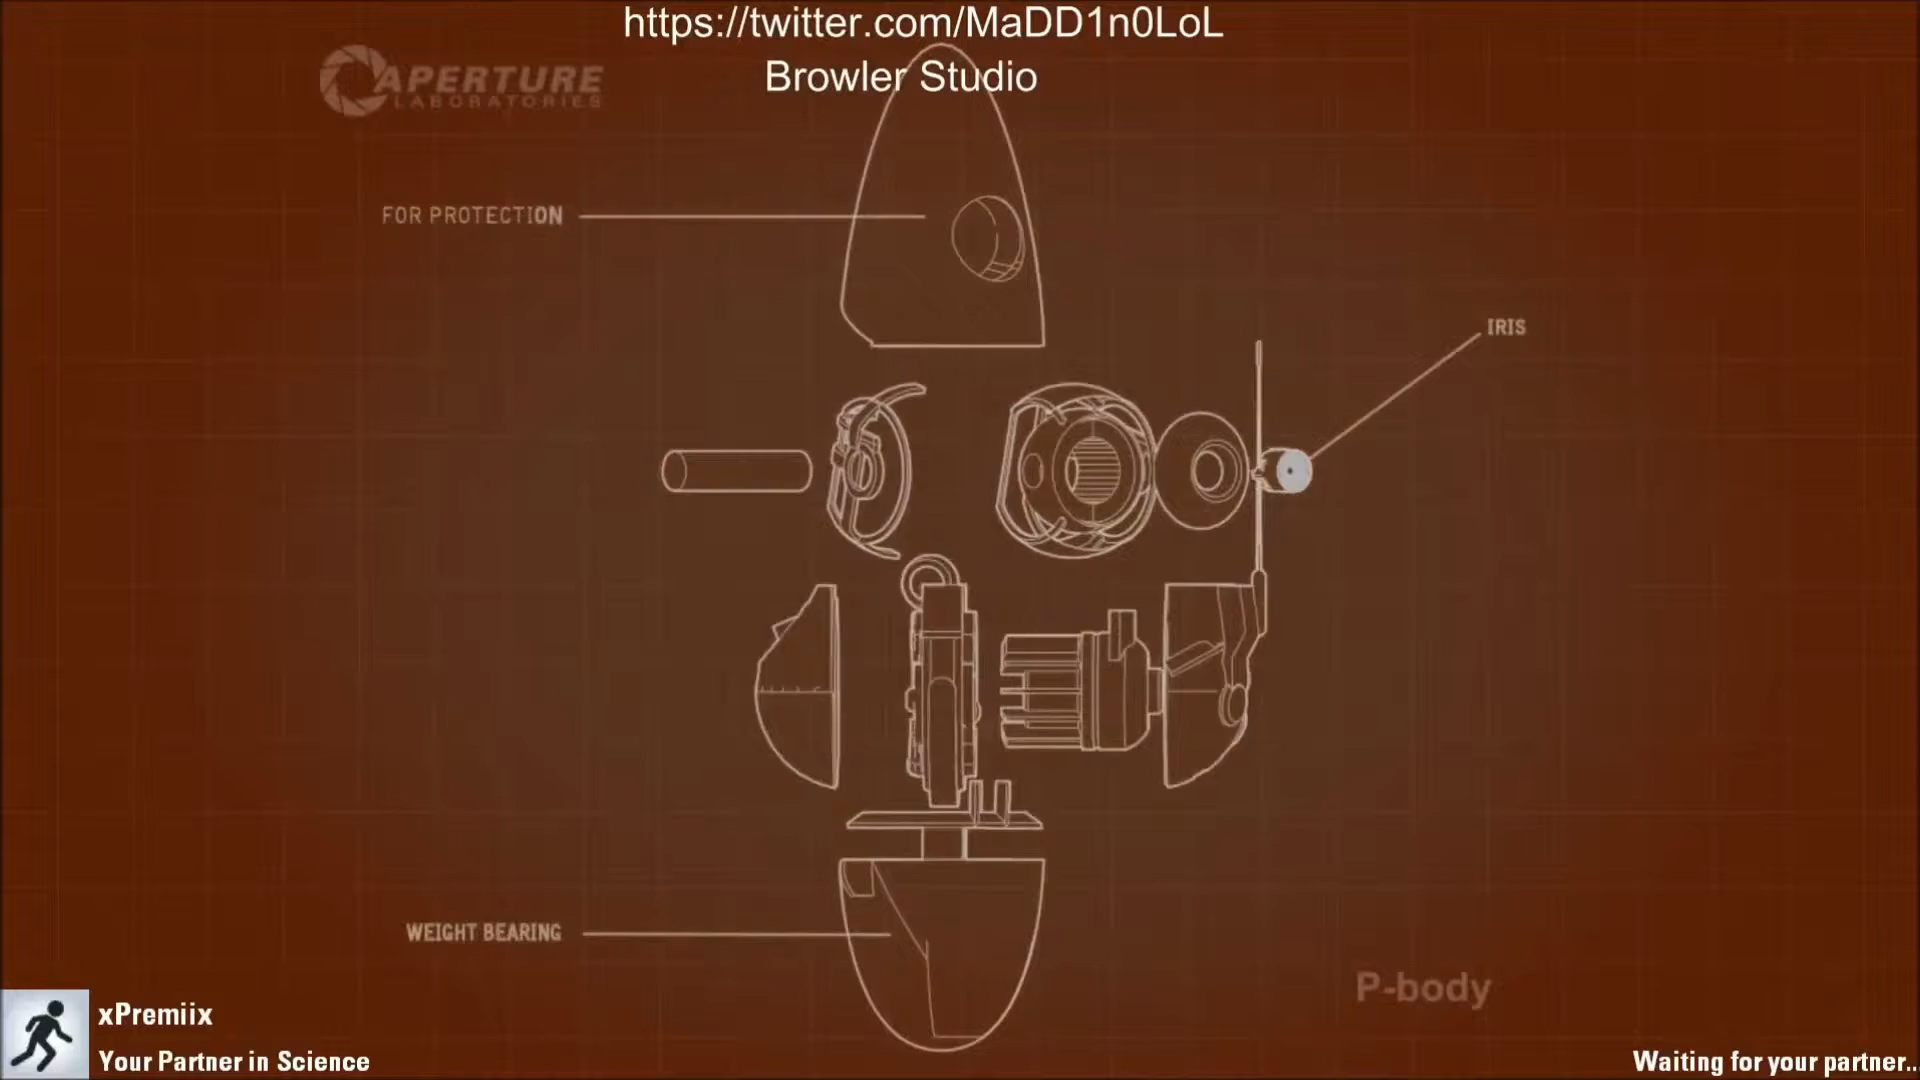 https://twitter.com/MaDD1n0LoL
Browler Studio
APERTURE
LABORATORIES
FOR PROTECTION
IRIS
WEIGHT BEARING
P-body
xPremiix
Your Partner in Science
Waiting for your partner..